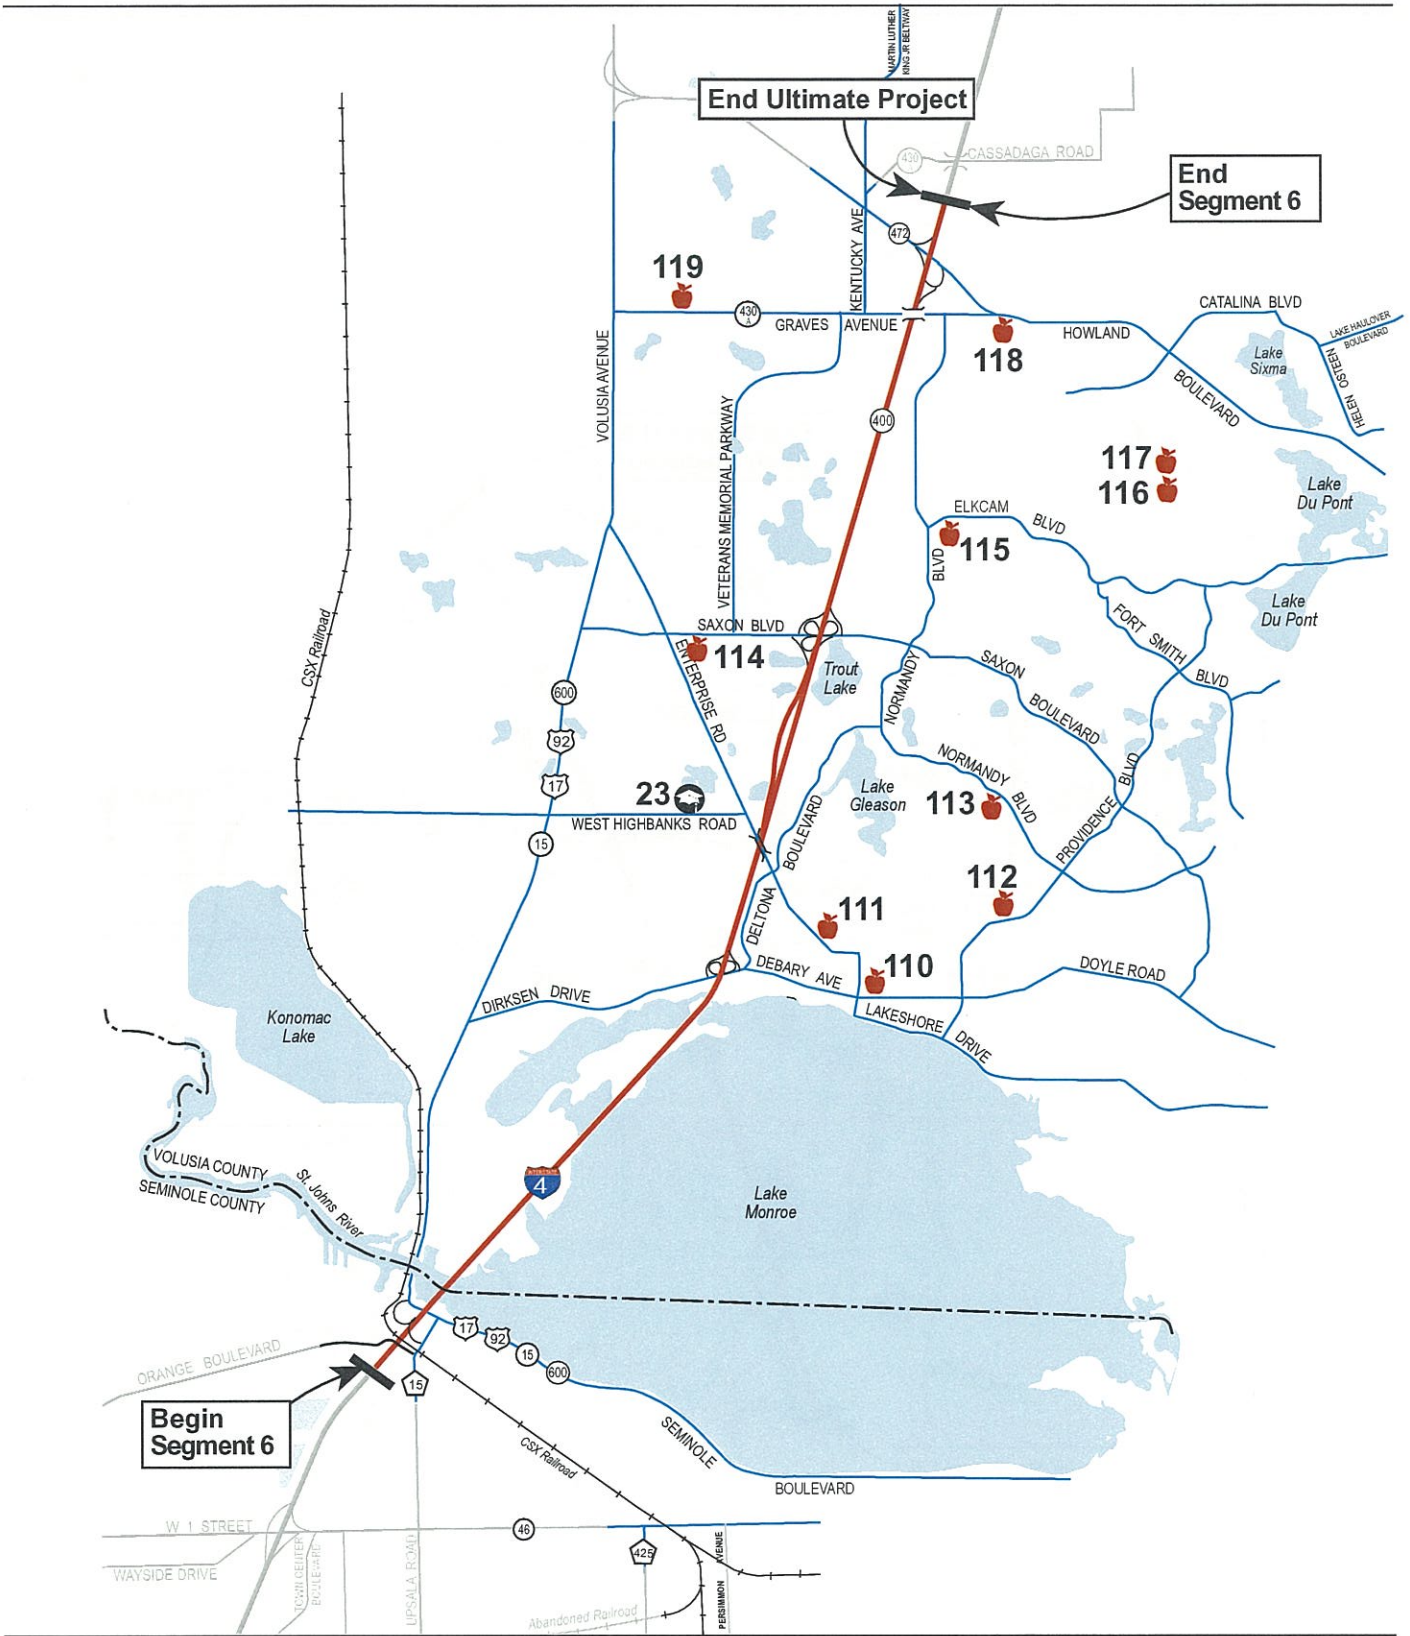 MARTIN LUTHER
KING JR BELTWAY
End Ultimate Project
430
CASSADAGA ROAD
End
Segment 6
KENTUCKY AVE
472
119
430
A
GRAVES AVENUE
118
HOWLAND
BOULEVARD
CATALINA BLVD
LAKE HAULOVER
BOULEVARD
HELEN OSTEEN
Lake
Sixma
VOLUSIA AVENUE
VETERANS MEMORIAL PARKWAY
400
117
116
Lake
Du Pont
ELKCAM BLVD
115
BLVD
NORMANDY
Lake
Du Pont
FORT SMITH BLVD
CSX Railroad
SAXON BLVD
114
ENTERPRISE RD
Trout
Lake
SAXON
BOULEVARD
600
92
17
15
NORMANDY BLVD
Lake
Gleason
113
PROVIDENCE BLVD
23
WEST HIGHBANKS ROAD
DELTONA BOULEVARD
112
111
110
DEBARY AVE
DOYLE ROAD
DIRKSEN DRIVE
LAKESHORE DRIVE
Konomac
Lake
VOLUSIA COUNTY
SEMINOLE COUNTY
St. Johns River
INTERSTATE
4
Lake
Monroe
17
92
15
600
ORANGE BOULEVARD
15
Begin
Segment 6
SEMINOLE
BOULEVARD
CSX Railroad
W 1 STREET
46
425
WAYSIDE DRIVE
TOWN CENTER
BOULEVARD
UPSALA ROAD
Abandoned Railroad
PERSIMMON AVENUE